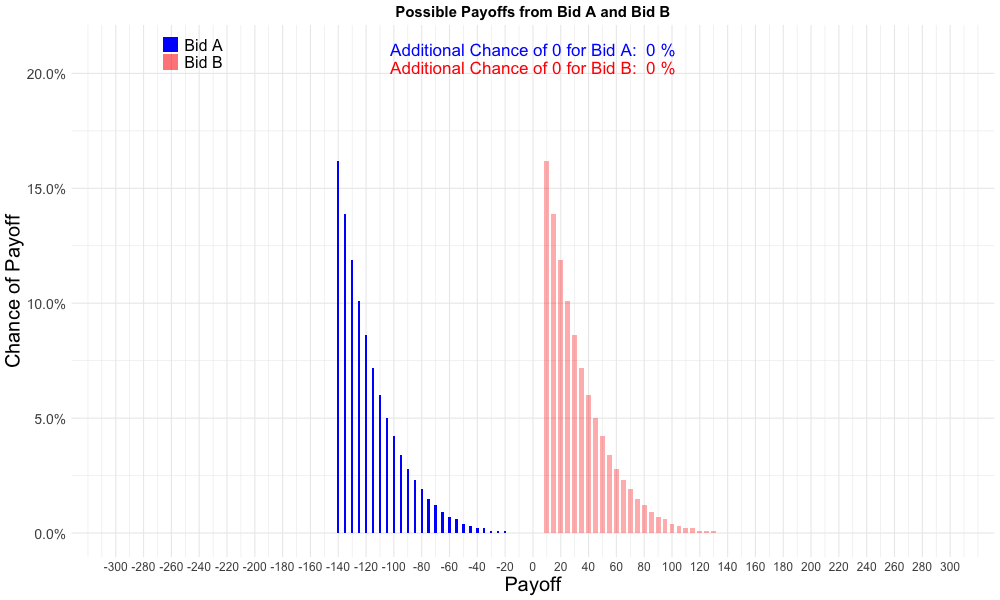 Possible Payoffs from Bid A and Bid B
Bid A
Bid B
Additional Chance of 0 for Bid A:  0 %
Additional Chance of 0 for Bid B:  0 %
Chance of Payoff
20.0%
15.0%
10.0%
5.0%
0.0%
-300 -280 -260 -240 -220 -200 -180 -160 -140 -120 -100 -80 -60 -40 -20 0 20 40 60 80 100 120 140 160 180 200 220 240 260 280 300
Payoff